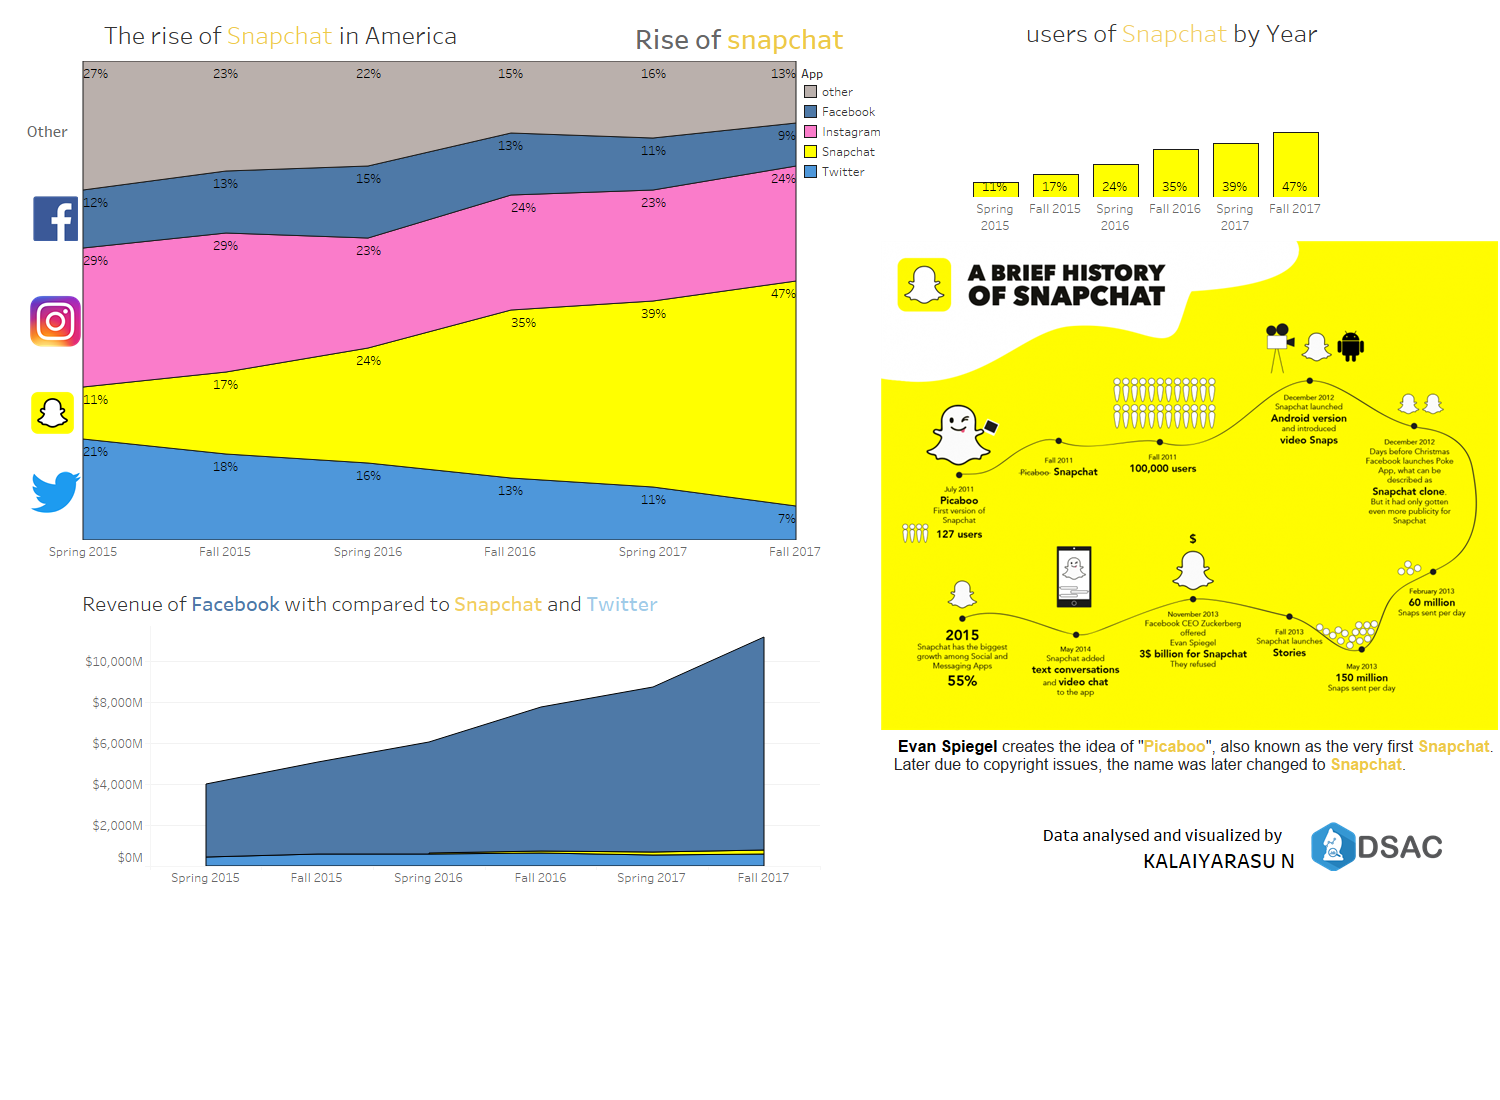 The rise of Snapchat in America
Rise of snapchat
users of Snapchat by Year
27%
23%
22%
15%
16%
13%
App
other
Facebook
Instagram
Snapchat
Twitter
Other
12%
13%
15%
13%
11%
9%
29%
29%
23%
24%
23%
24%
11%
17%
24%
35%
39%
47%
21%
18%
16%
13%
11%
7%
Spring 2015
Fall 2015
Spring 2016
Fall 2016
Spring 2017
Fall 2017
Revenue of Facebook with compared to Snapchat and Twitter
$10,000M
$8,000M
$6,000M
$4,000M
$2,000M
$0M
Spring 2015
Fall 2015
Spring 2016
Fall 2016
Spring 2017
Fall 2017
11%
17%
24%
35%
39%
47%
Spring
2015
Fall 2015
Spring
2016
Fall 2016
Spring
2017
Fall 2017
A BRIEF HISTORY
OF SNAPCHAT
July 2011
Picaboo
First version of
Snapchat
127 users
Fall 2011
Picaboo Snapchat
Fall 2011
100,000 users
December 2012
Snapchat launched
Android version
and introduced
video Snaps
December 2012
Days before Christmas
Facebook launches Poke
App, what can be
described as
Snapchat clone.
But it had only gotten
even more publicity for
Snapchat
February 2013
60 million
Snaps sent per day
May 2013
150 million
Snaps sent per day
Fall 2013
Snapchat launches
Stories
$
November 2013
Facebook CEO Zuckerberg
offered
Evan Spiegel
3$ billion for Snapchat
They refused
May 2014
Snapchat added
text conversations
and video chat
to the app
2015
Snapchat has the biggest
growth among Social and
Messaging Apps
55%
Evan Spiegel creates the idea of "Picaboo", also known as the very first Snapchat.
Later due to copyright issues, the name was later changed to Snapchat.
Data analysed and visualized by
KALAIYARASU N
DSAC